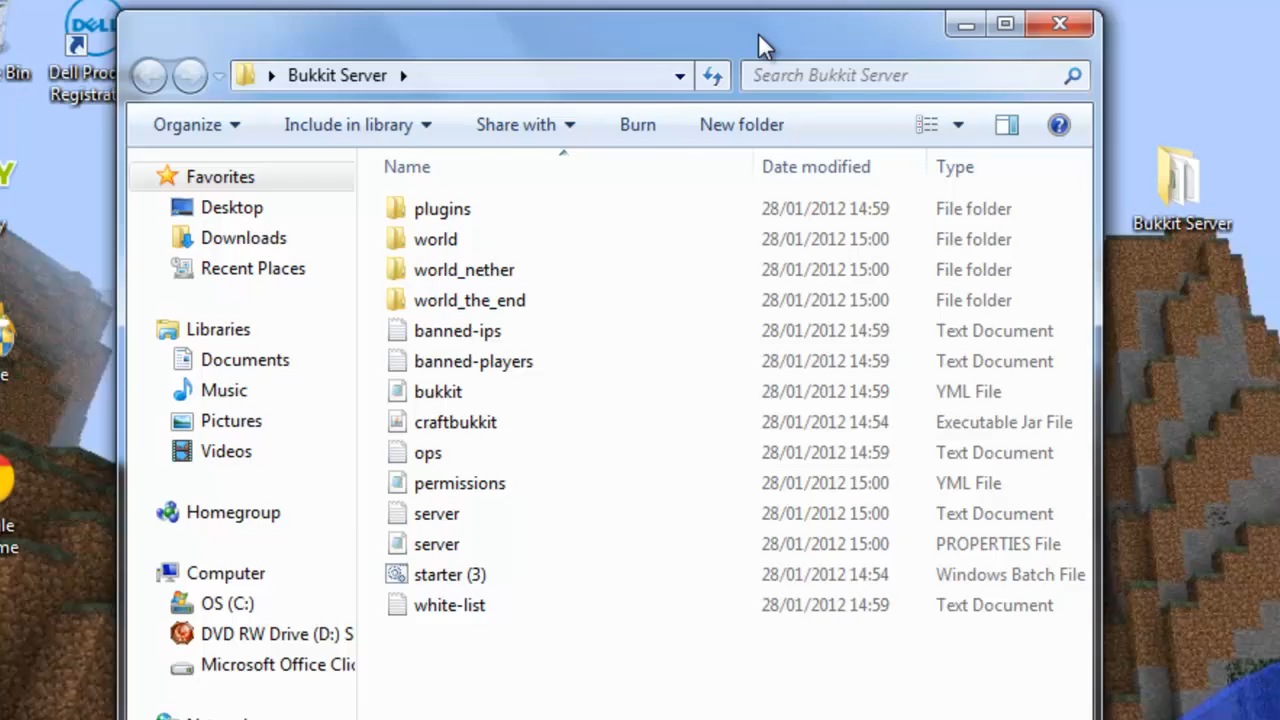 DELL
Bin
Dell Prod
Registrat
Bukkit Server
Search Bukkit Server
Organize
Include in library
Share with
Burn
New folder
Name
Date modified
Type
Favorites
Desktop
Downloads
Recent Places
Libraries
Documents
Music
Pictures
Videos
Homegroup
Computer
OS (C:)
DVD RW Drive (D:) S
Microsoft Office Clic
plugins 28/01/2012 14:59 File folder
world 28/01/2012 15:00 File folder
world_nether 28/01/2012 15:00 File folder
world_the_end 28/01/2012 15:00 File folder
banned-ips 28/01/2012 14:59 Text Document
banned-players 28/01/2012 14:59 Text Document
bukkit 28/01/2012 14:59 YML File
craftbukkit 28/01/2012 14:54 Executable Jar File
ops 28/01/2012 14:59 Text Document
permissions 28/01/2012 15:00 YML File
server 28/01/2012 15:00 Text Document
server 28/01/2012 15:00 PROPERTIES File
starter (3) 28/01/2012 14:54 Windows Batch File
white-list 28/01/2012 14:59 Text Document
Bukkit Server